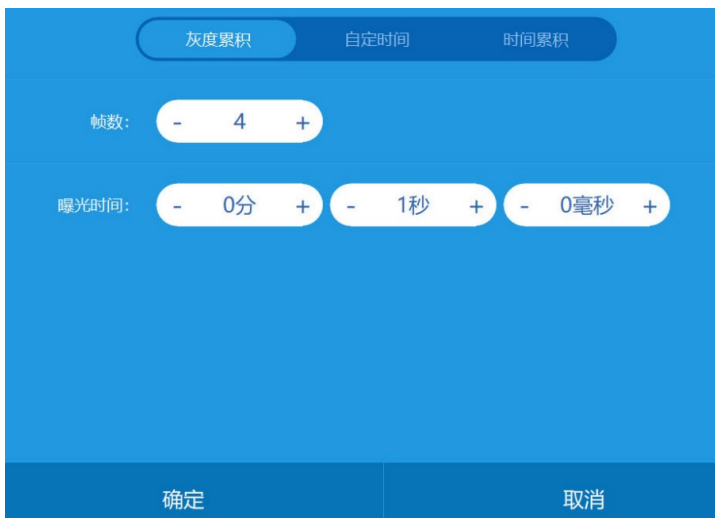 灰度累积 自定时间 时间累积
帧数: - 4 +
曝光时间: - 0分 + - 1秒 + - 0毫秒 +
确定 取消